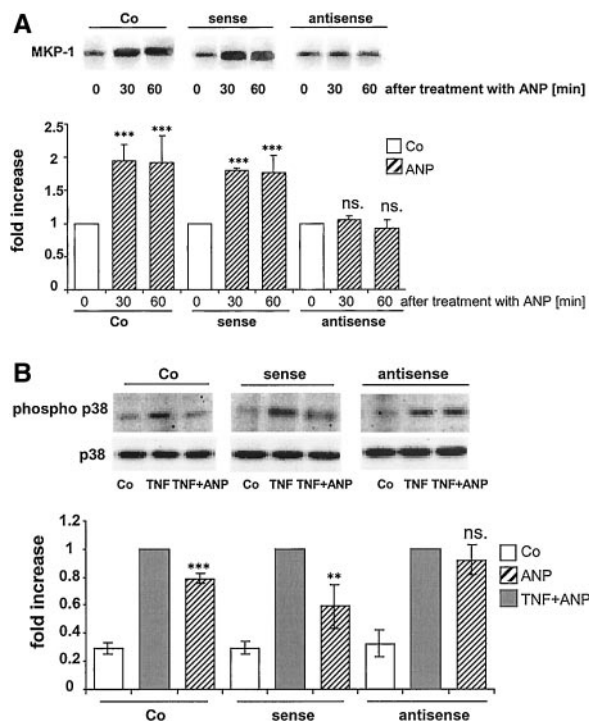 A
Co
sense
antisense
MKP-1
0 30 60 0 30 60 0 30 60 after treatment with ANP [min]
fold increase
2.5
2
1.5
1
0.5
0
*** ***
*** ***
ns. ns.
Co
ANP
0 30 60 0 30 60 0 30 60 after treatment with ANP [min]
Co sense antisense
B
Co sense antisense
phospho p38
p38
Co TNF TNF+ANP Co TNF TNF+ANP Co TNF TNF+ANP
fold increase
1.2
1
0.8
0.6
0.4
0.2
0
***
**
ns.
Co
ANP
TNF+ANP
Co sense antisense